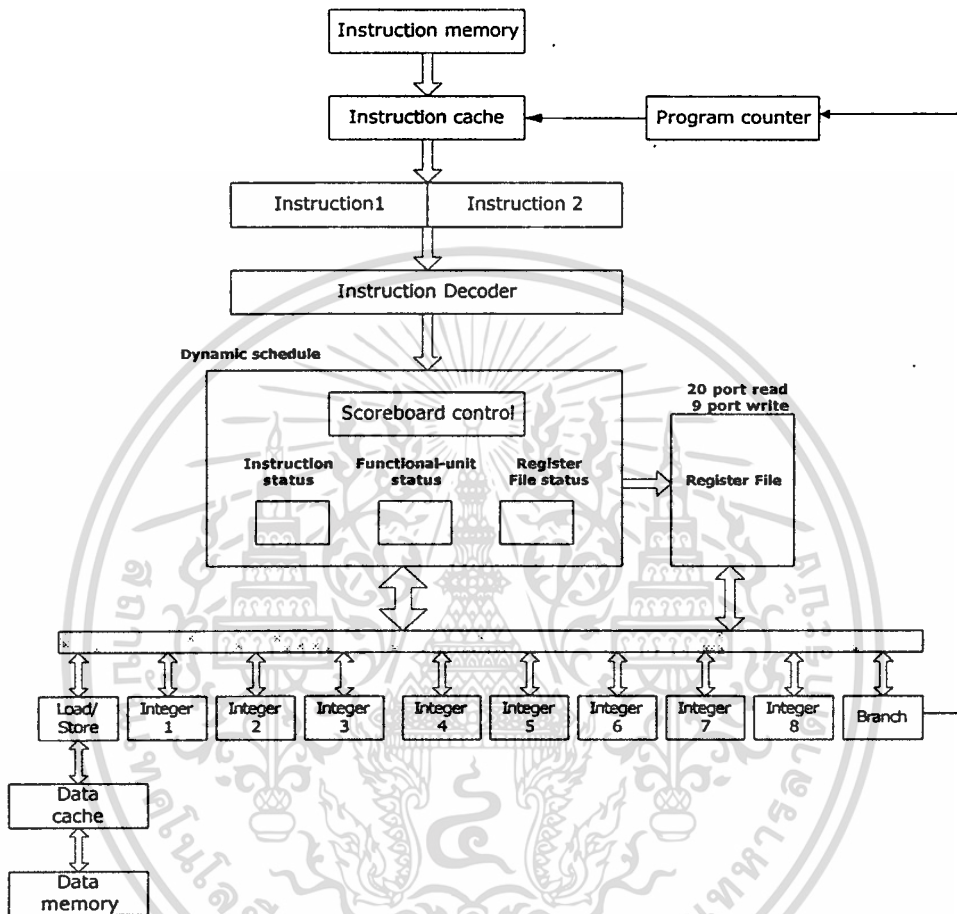 Instruction memory
Instruction cache
Program counter
Instruction1
Instruction 2
Instruction Decoder
Dynamic schedule
Scoreboard control
Instruction
status
Functional-unit
status
Register
File status
20 port read
9 port write
Register File
Load/
Store
Integer
1
Integer
2
Integer
3
Integer
4
Integer
5
Integer
6
Integer
7
Integer
8
Branch
Data
cache
Data
memory